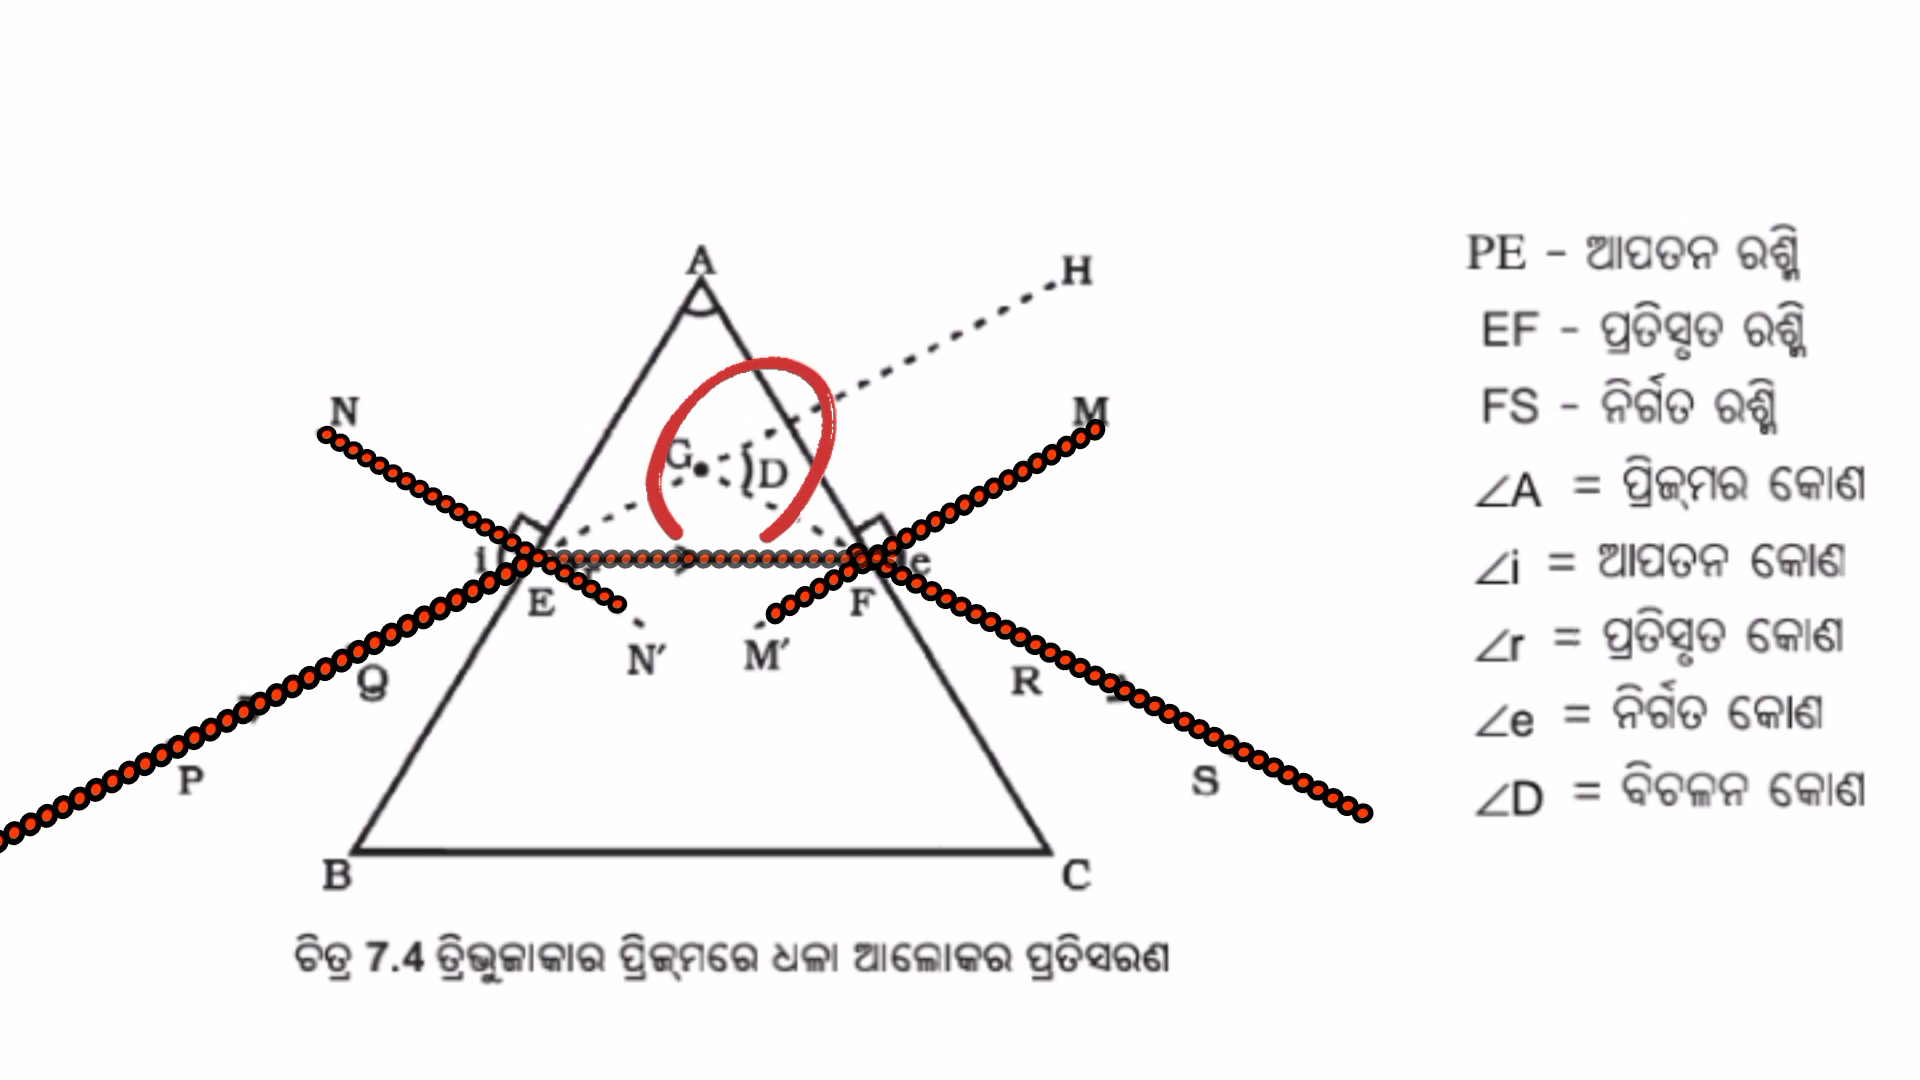 A
H
N
M
G
D
i
r
e
E
F
N′
M′
Q
R
P
S
B
C
PE - ଆପତନ ରଶ୍ମି
EF - ପ୍ରତିସୃତ ରଶ୍ମି
FS - ନିର୍ଗତ ରଶ୍ମି
∠A = ପ୍ରିଜ୍‌ମର କୋଣ
∠i = ଆପତନ କୋଣ
∠r = ପ୍ରତିସୃତ କୋଣ
∠e = ନିର୍ଗତ କୋଣ
∠D = ବିଚଳନ କୋଣ
ଚିତ୍ର 7.4 ତ୍ରିଭୁଜାକାର ପ୍ରିଜ୍‌ମରେ ଧଳା ଆଲୋକର ପ୍ରତିସରଣ